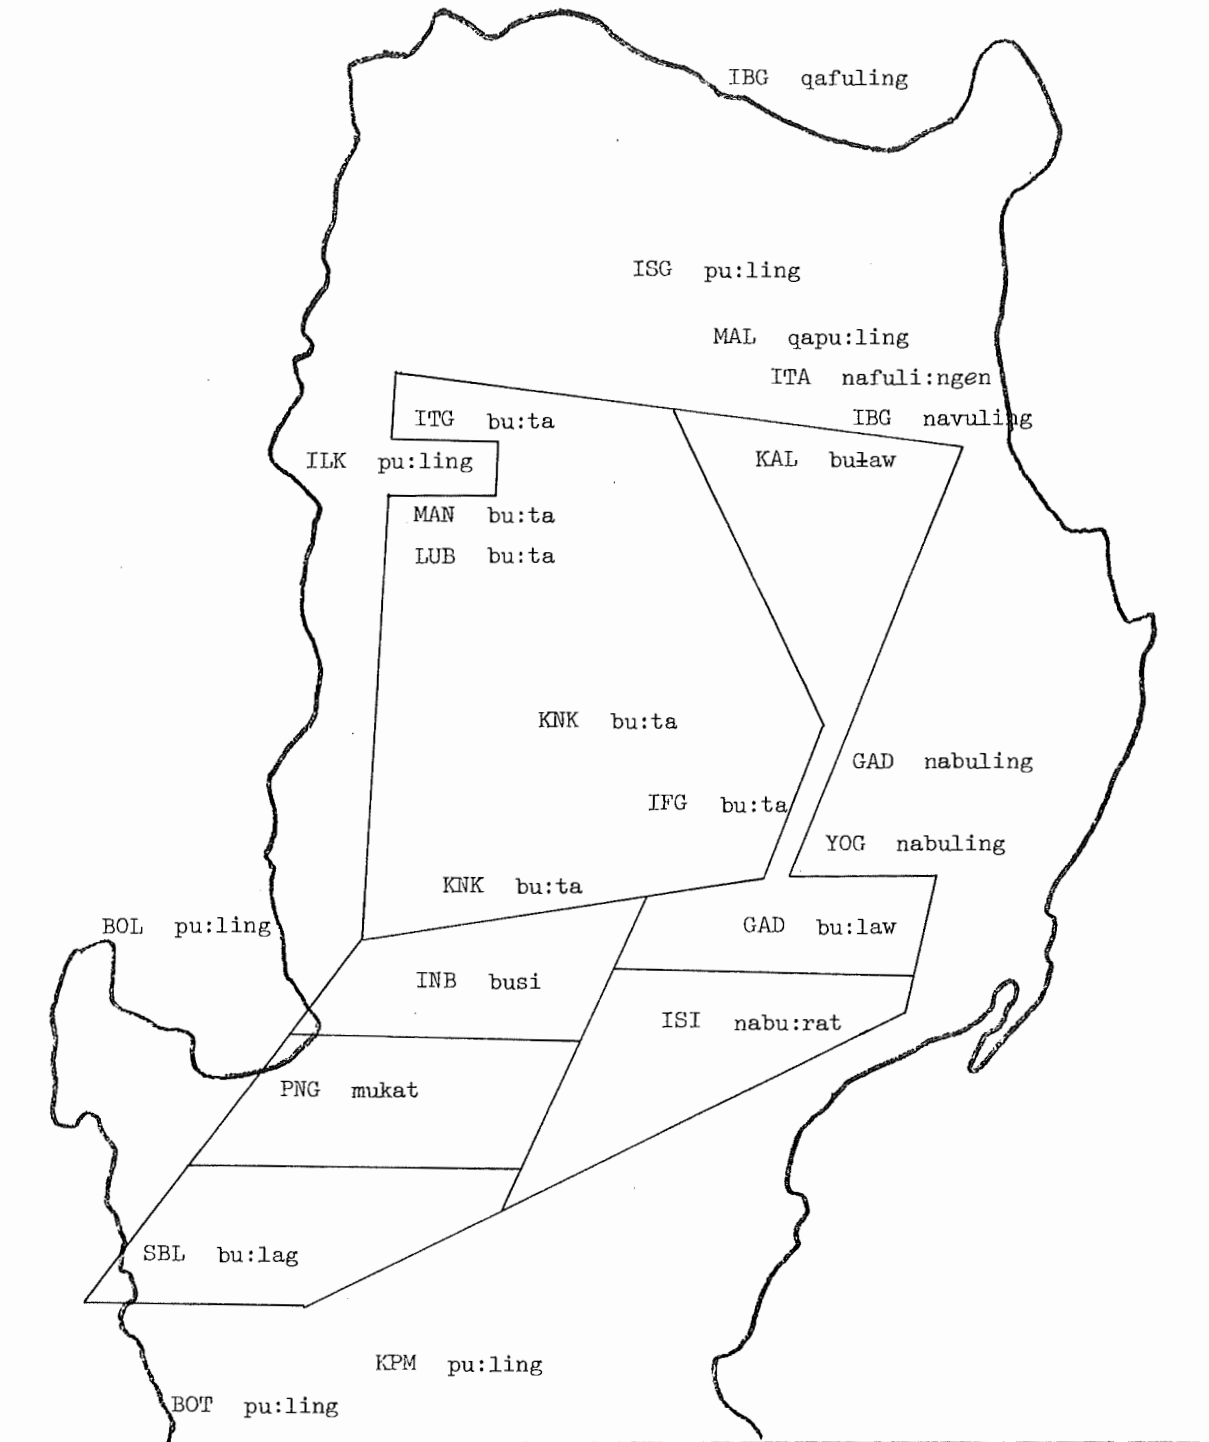 IBG qafuling
ISG pu:ling
MAL qapu:ling
ITA nafuli:ngen
IBG navuling
ITG bu:ta
KAL buław
ILK pu:ling
MAN bu:ta
LUB bu:ta
KNK bu:ta
GAD nabuling
IFG bu:ta
YOG nabuling
KNK bu:ta
BOL pu:ling
GAD bu:law
INB busi
ISI nabu:rat
PNG mukat
SBL bu:lag
KPM pu:ling
BOT pu:ling